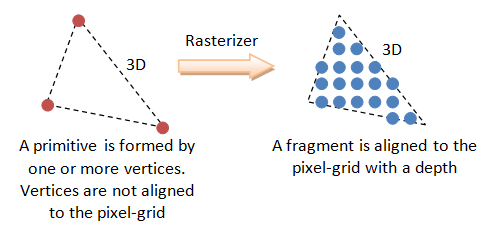 Rasterizer
3D
3D
A primitive is formed by
one or more vertices.
Vertices are not aligned
to the pixel-grid
A fragment is aligned to the
pixel-grid with a depth